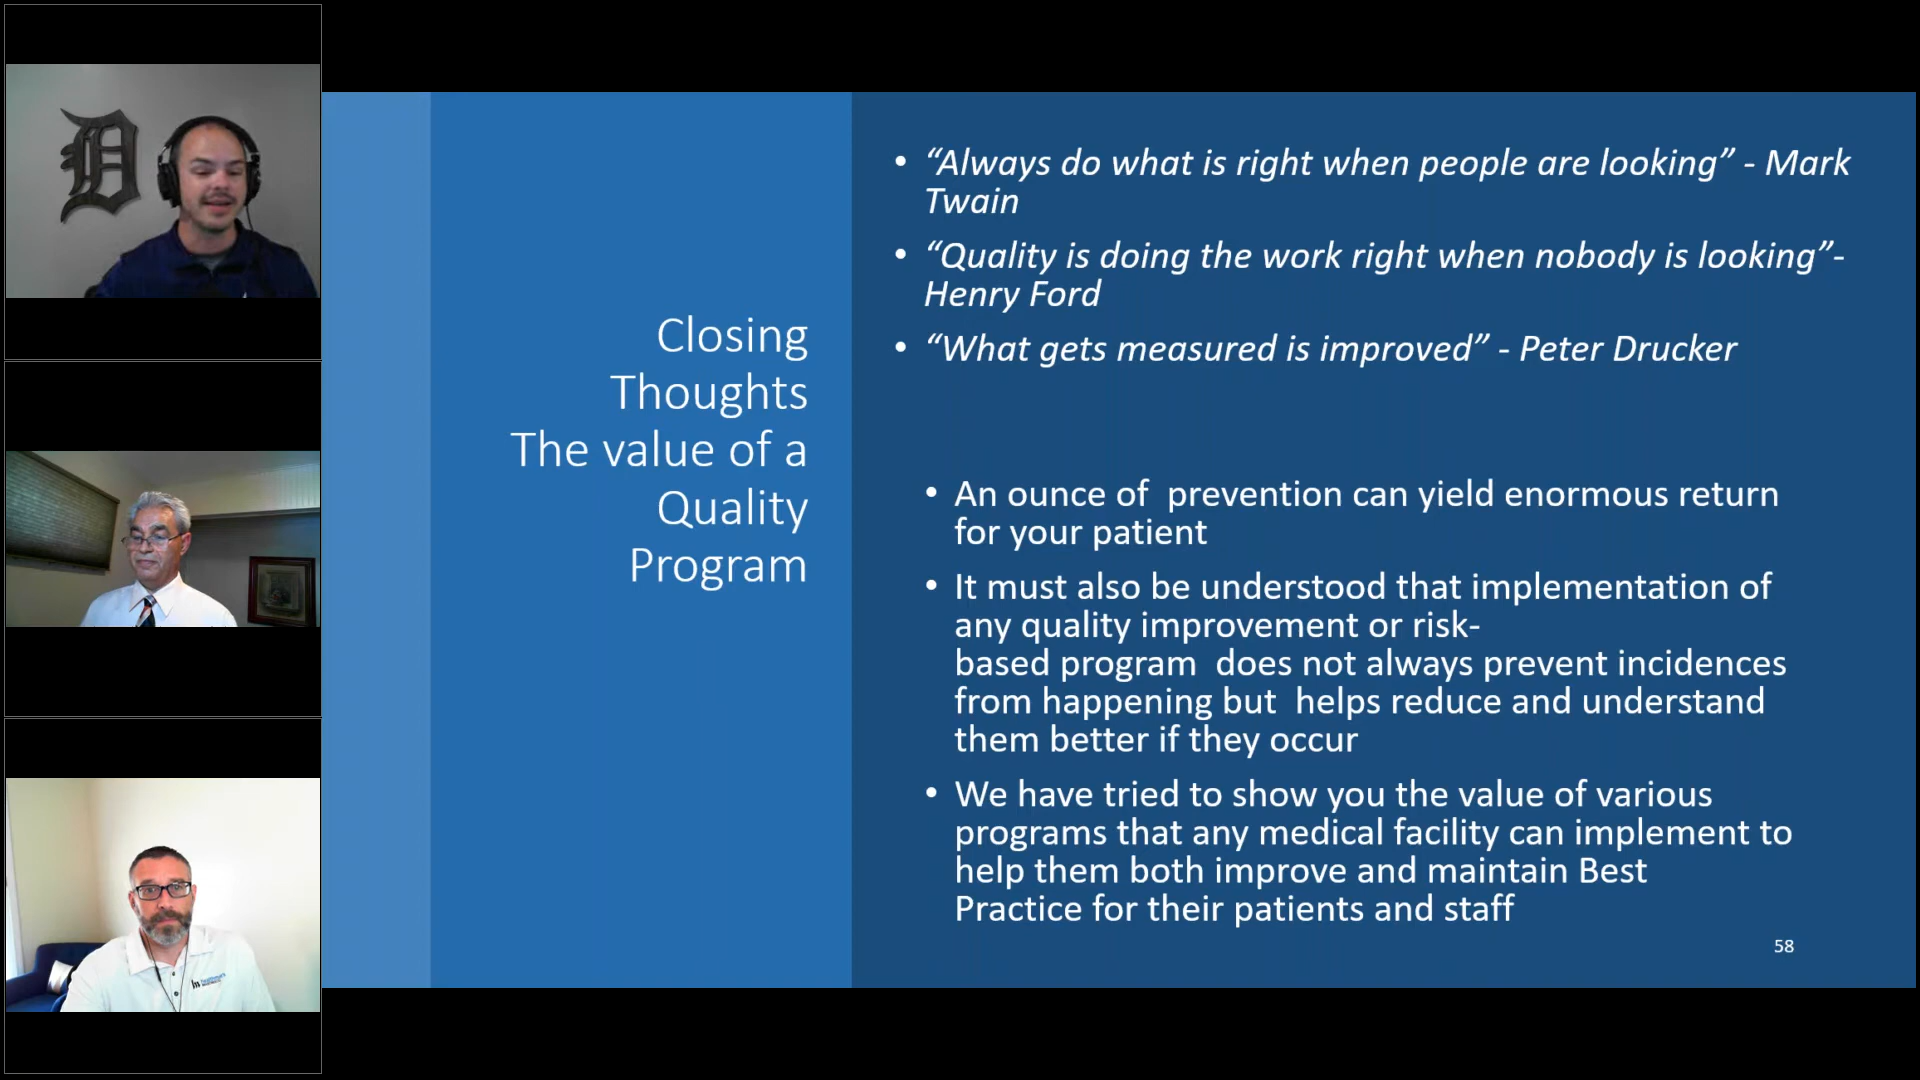 Closing
Thoughts
The value of a
Quality
Program
• “Always do what is right when people are looking” - Mark
Twain
• “Quality is doing the work right when nobody is looking”-
Henry Ford
• “What gets measured is improved” - Peter Drucker
• An ounce of  prevention can yield enormous return
for your patient
• It must also be understood that implementation of
any quality improvement or risk-
based program  does not always prevent incidences
from happening but  helps reduce and understand
them better if they occur
• We have tried to show you the value of various
programs that any medical facility can implement to
help them both improve and maintain Best
Practice for their patients and staff
58